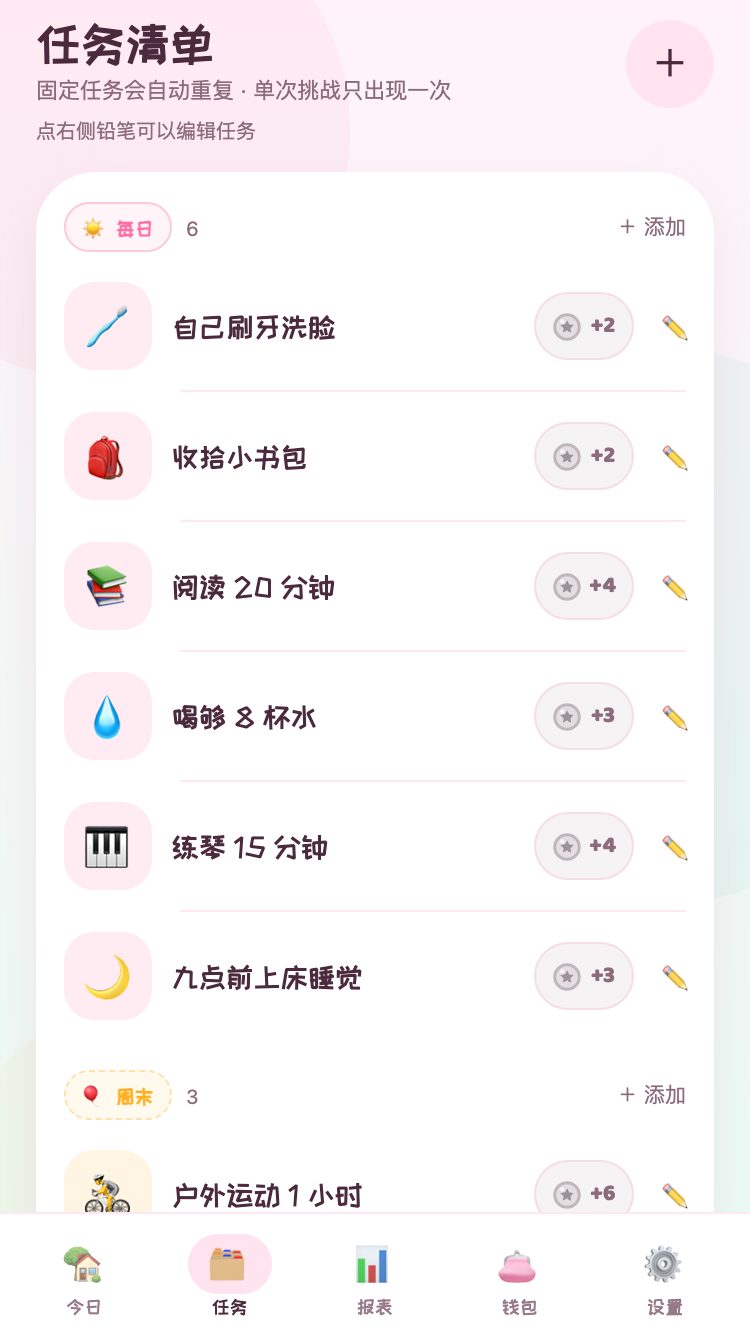 任务清单
固定任务会自动重复 · 单次挑战只出现一次
点右侧铅笔可以编辑任务
每日 6 + 添加
自己刷牙洗脸 +2
收拾小书包 +2
阅读 20 分钟 +4
喝够 8 杯水 +3
练琴 15 分钟 +4
九点前上床睡觉 +3
周末 3 + 添加
户外运动 1 小时 +6
今日 任务 报表 钱包 设置